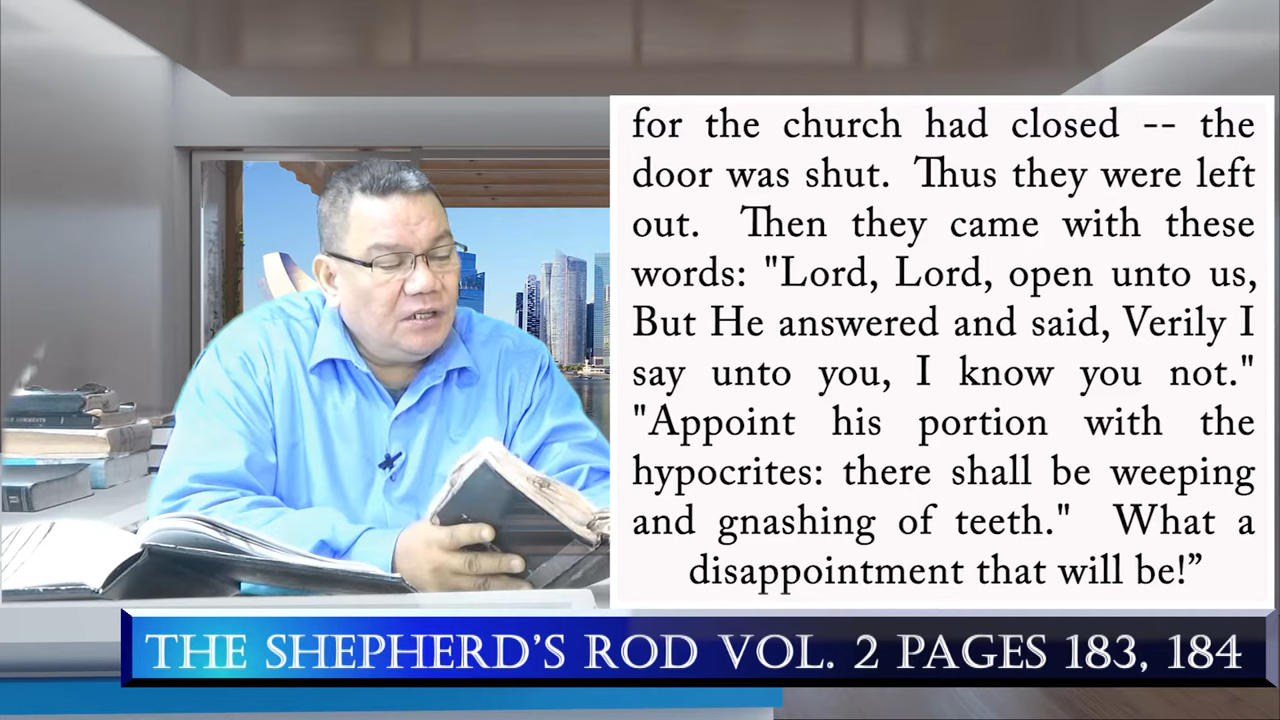 for the church had closed -- the
door was shut. Thus they were left
out. Then they came with these
words: "Lord, Lord, open unto us,
But He answered and said, Verily I
say unto you, I know you not."
"Appoint his portion with the
hypocrites: there shall be weeping
and gnashing of teeth." What a
disappointment that will be!”
THE SHEPHERD’S ROD VOL. 2 PAGES 183, 184